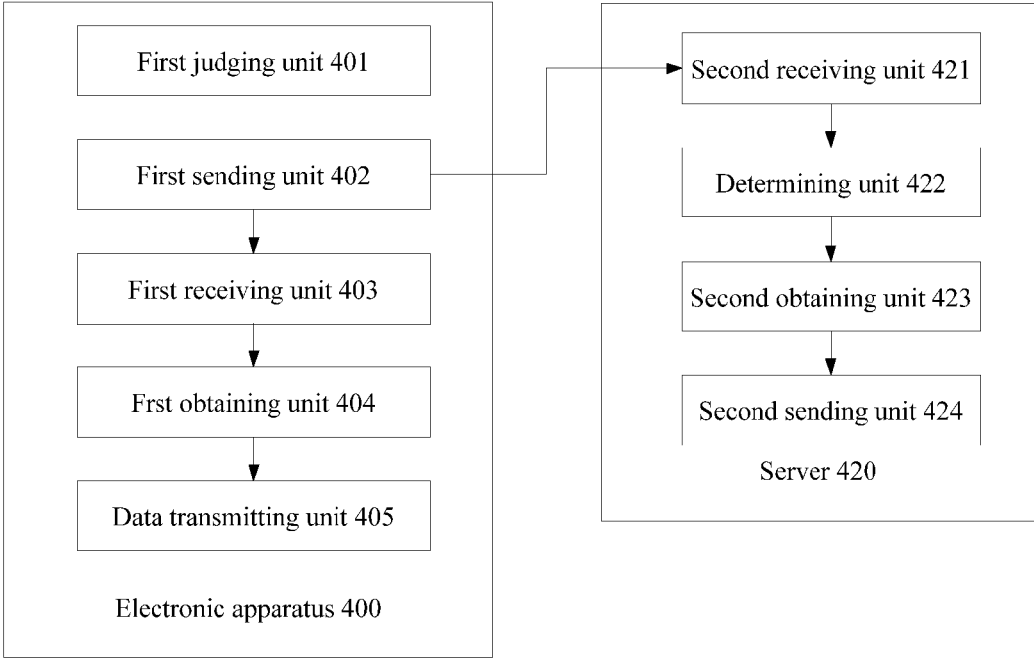 First judging unit 401
First sending unit 402
First receiving unit 403
Frst obtaining unit 404
Data transmitting unit 405
Electronic apparatus 400
Second receiving unit 421
Determining unit 422
Second obtaining unit 423
Second sending unit 424
Server 420